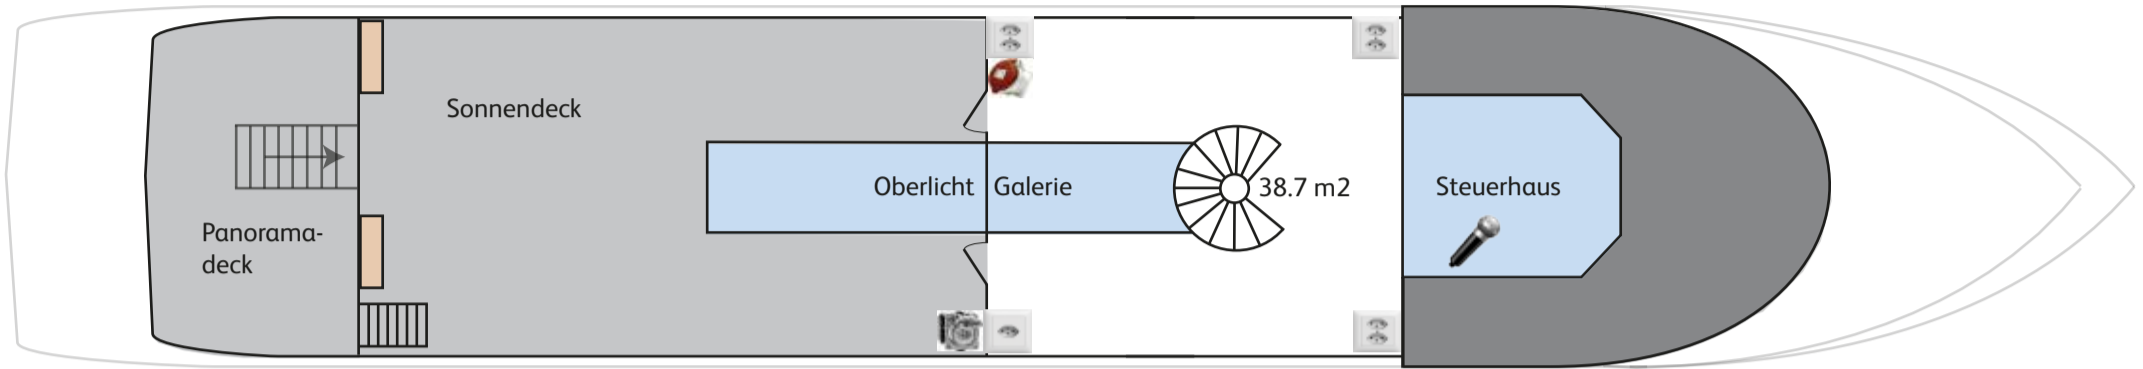 Sonnendeck
Oberlicht
Galerie
38.7 m2
Steuerhaus
Panorama-
deck